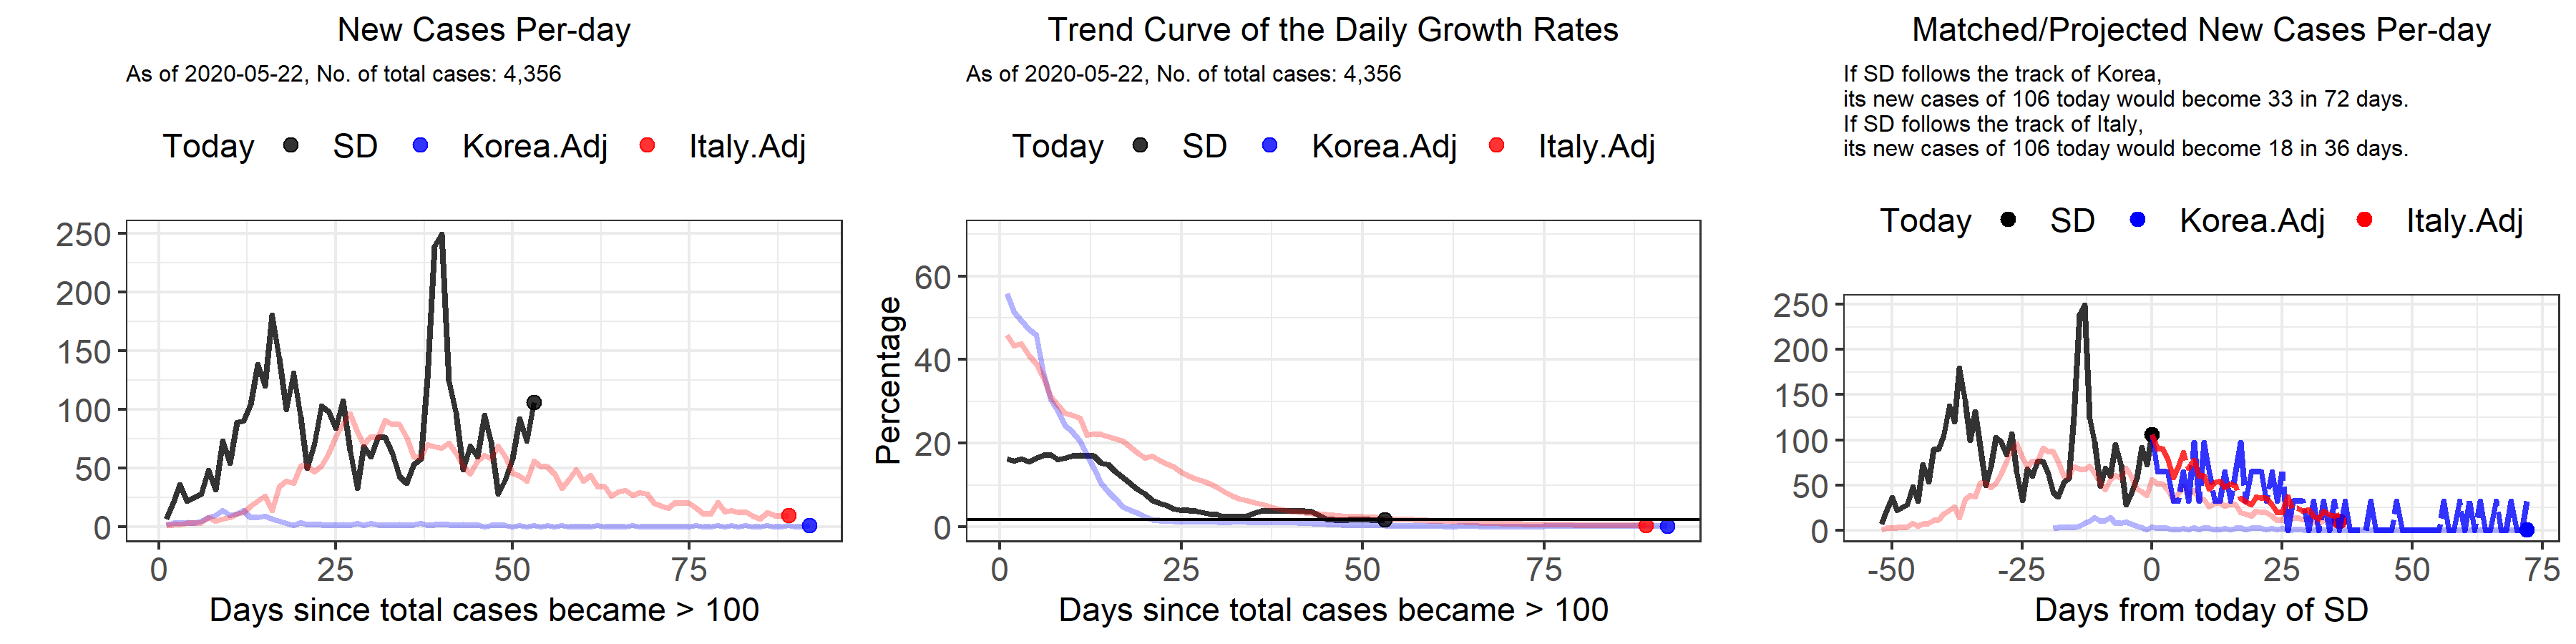 New Cases Per-day
As of 2020-05-22, No. of total cases: 4,356
Today SD Korea.Adj Italy.Adj
250
200
150
100
50
0
0 25 50 75
Days since total cases became > 100
Trend Curve of the Daily Growth Rates
As of 2020-05-22, No. of total cases: 4,356
Today SD Korea.Adj Italy.Adj
Percentage
60
40
20
0
0 25 50 75
Days since total cases became > 100
Matched/Projected New Cases Per-day
If SD follows the track of Korea,
its new cases of 106 today would become 33 in 72 days.
If SD follows the track of Italy,
its new cases of 106 today would become 18 in 36 days.
Today SD Korea.Adj Italy.Adj
250
200
150
100
50
0
-50 -25 0 25 50 75
Days from today of SD